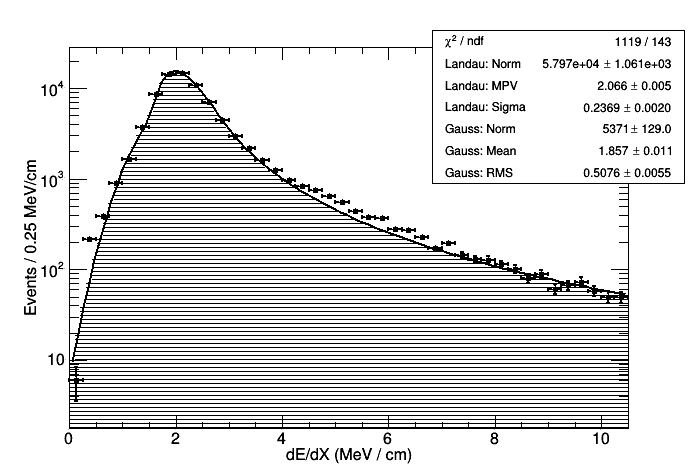 χ² / ndf 1119 / 143
Landau: Norm 5.797e+04 ± 1.061e+03
Landau: MPV 2.066 ± 0.005
Landau: Sigma 0.2369 ± 0.0020
Gauss: Norm 5371 ± 129.0
Gauss: Mean 1.857 ± 0.011
Gauss: RMS 0.5076 ± 0.0055
Events / 0.25 MeV/cm
10⁴
10³
10²
10
0 2 4 6 8 10
dE/dX (MeV / cm)